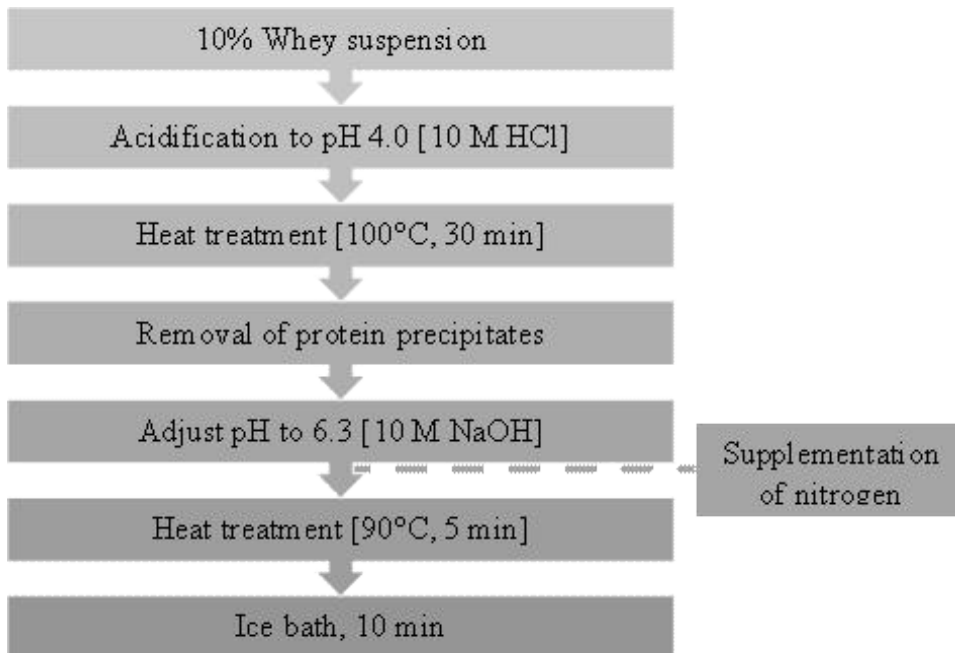 10% Whey suspension
Acidification to pH 4.0 [10 M HCl]
Heat treatment [100°C, 30 min]
Removal of protein precipitates
Adjust pH to 6.3 [10 M NaOH]
Supplementation
of nitrogen
Heat treatment [90°C, 5 min]
Ice bath, 10 min